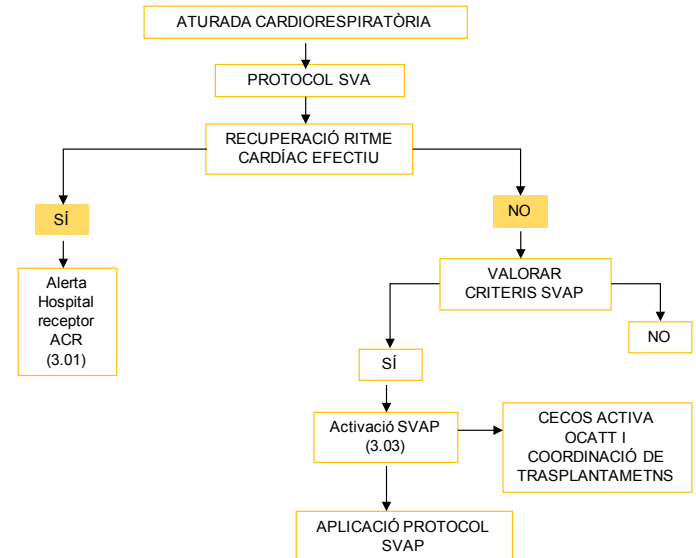 ATURADA CARDIORESPIRATÒRIA
PROTOCOL SVA
RECUPERACIÓ RITME
CARDÍAC EFECTIU
SÍ
NO
Alerta
Hospital
receptor
ACR
(3.01)
VALORAR
CRITERIS SVAP
NO
SÍ
Activació SVAP
(3.03)
CECOS ACTIVA
OCATT I
COORDINACIÓ DE
TRASPLANTAMETNS
APLICACIÓ PROTOCOL
SVAP